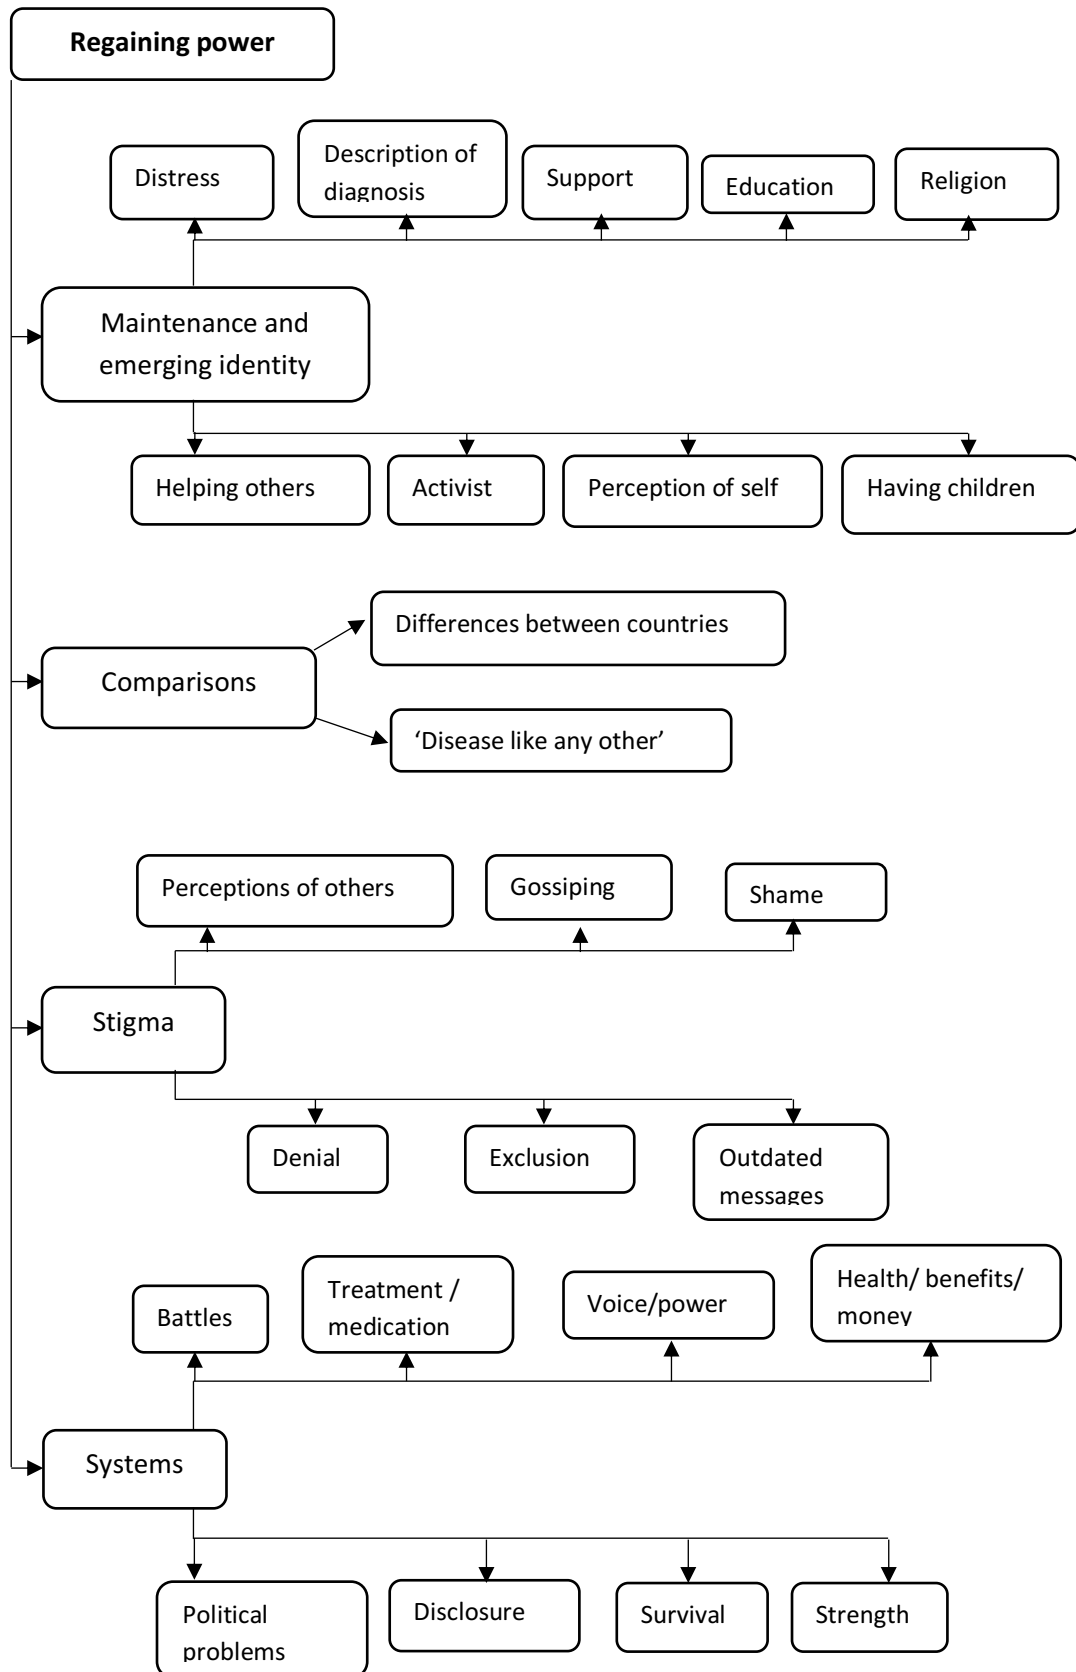 Regaining power
Distress
Description of
diagnosis
Support
Education
Religion
Maintenance and
emerging identity
Helping others
Activist
Perception of self
Having children
Differences between countries
Comparisons
‘Disease like any other’
Perceptions of others
Gossiping
Shame
Stigma
Denial
Exclusion
Outdated
messages
Battles
Treatment /
medication
Voice/power
Health/ benefits/
money
Systems
Political
problems
Disclosure
Survival
Strength